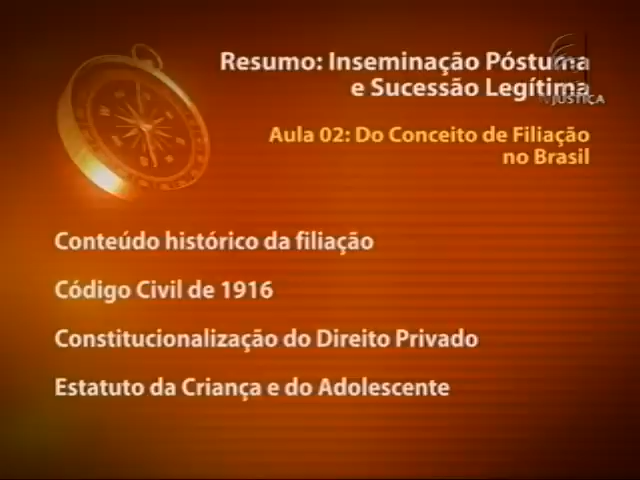 Resumo: Inseminação Póstuma
e Sucessão Legítima
JUSTIÇA
Aula 02: Do Conceito de Filiação
no Brasil
Conteúdo histórico da filiação
Código Civil de 1916
Constitucionalização do Direito Privado
Estatuto da Criança e do Adolescente